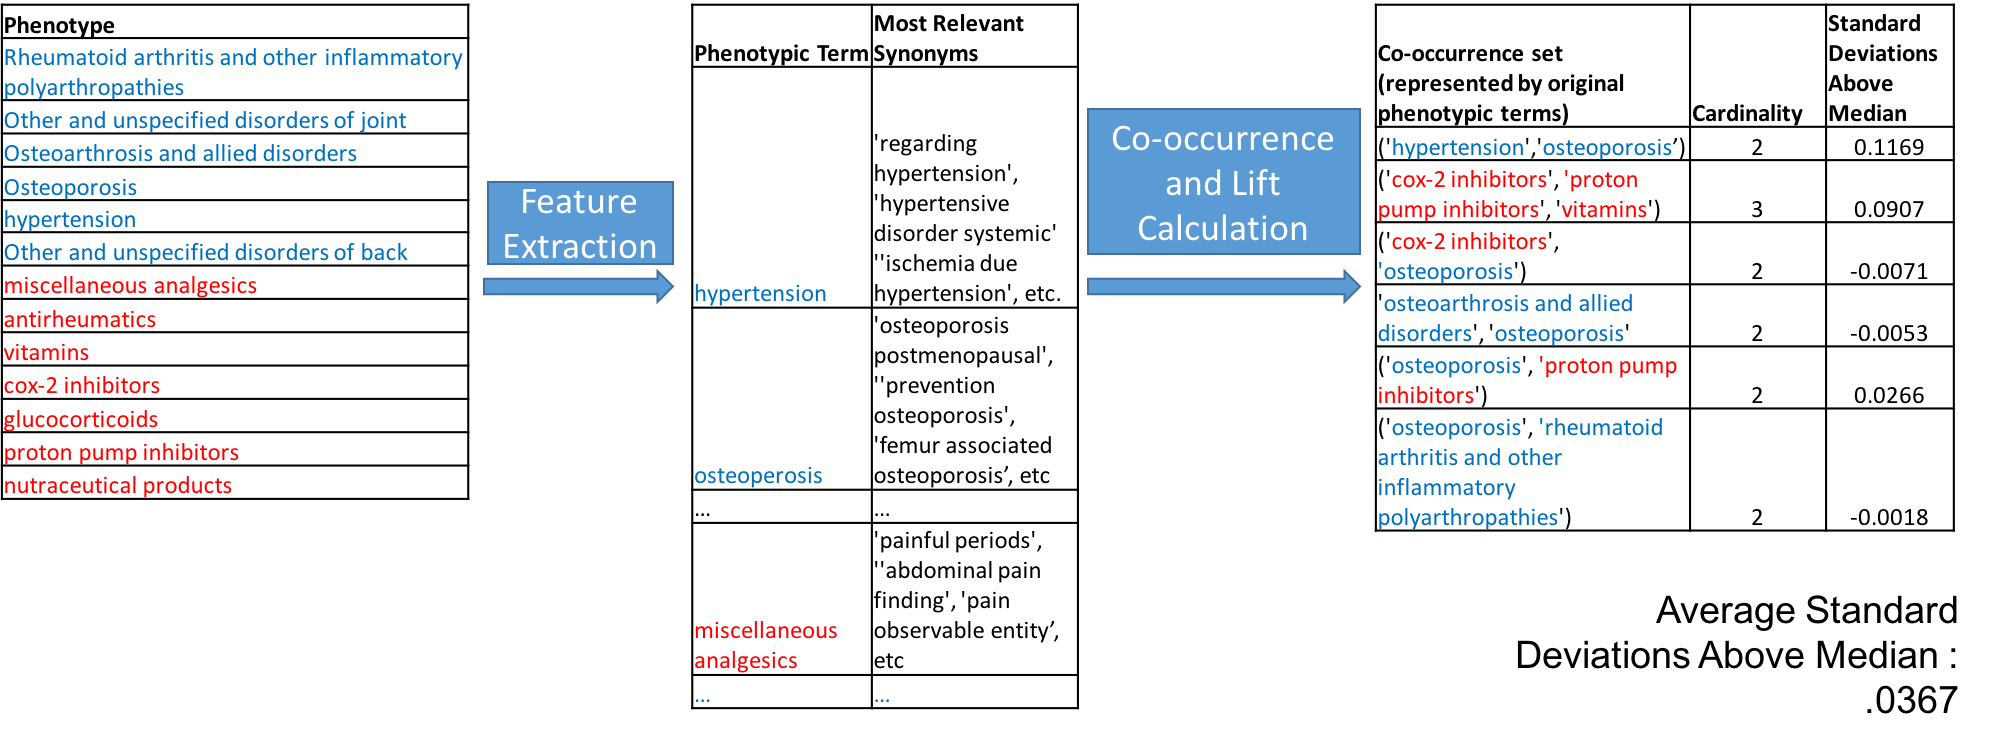 Phenotype
Rheumatoid arthritis and other inflammatory
polyarthropathies
Other and unspecified disorders of joint
Osteoarthrosis and allied disorders
Osteoporosis
hypertension
Other and unspecified disorders of back
miscellaneous analgesics
antirheumatics
vitamins
cox-2 inhibitors
glucocorticoids
proton pump inhibitors
nutraceutical products
Feature
Extraction
Phenotypic Term
Most Relevant
Synonyms
hypertension
'regarding
hypertension',
'hypertensive
disorder systemic'
''ischemia due
hypertension', etc.
osteoperosis
'osteoporosis
postmenopausal',
''prevention
osteoporosis',
'femur associated
osteoporosis’, etc
...
...
miscellaneous
analgesics
'painful periods',
''abdominal pain
finding', 'pain
observable entity’,
etc
...
...
Co-occurrence
and Lift
Calculation
Co-occurrence set
(represented by original
phenotypic terms)
Cardinality
Standard
Deviations
Above
Median
('hypertension','osteoporosis’)
2
0.1169
('cox-2 inhibitors', 'proton
pump inhibitors', 'vitamins')
3
0.0907
('cox-2 inhibitors',
'osteoporosis')
2
-0.0071
'osteoarthrosis and allied
disorders', 'osteoporosis'
2
-0.0053
('osteoporosis', 'proton pump
inhibitors')
2
0.0266
('osteoporosis', 'rheumatoid
arthritis and other
inflammatory
polyarthropathies')
2
-0.0018
Average Standard
Deviations Above Median :
.0367